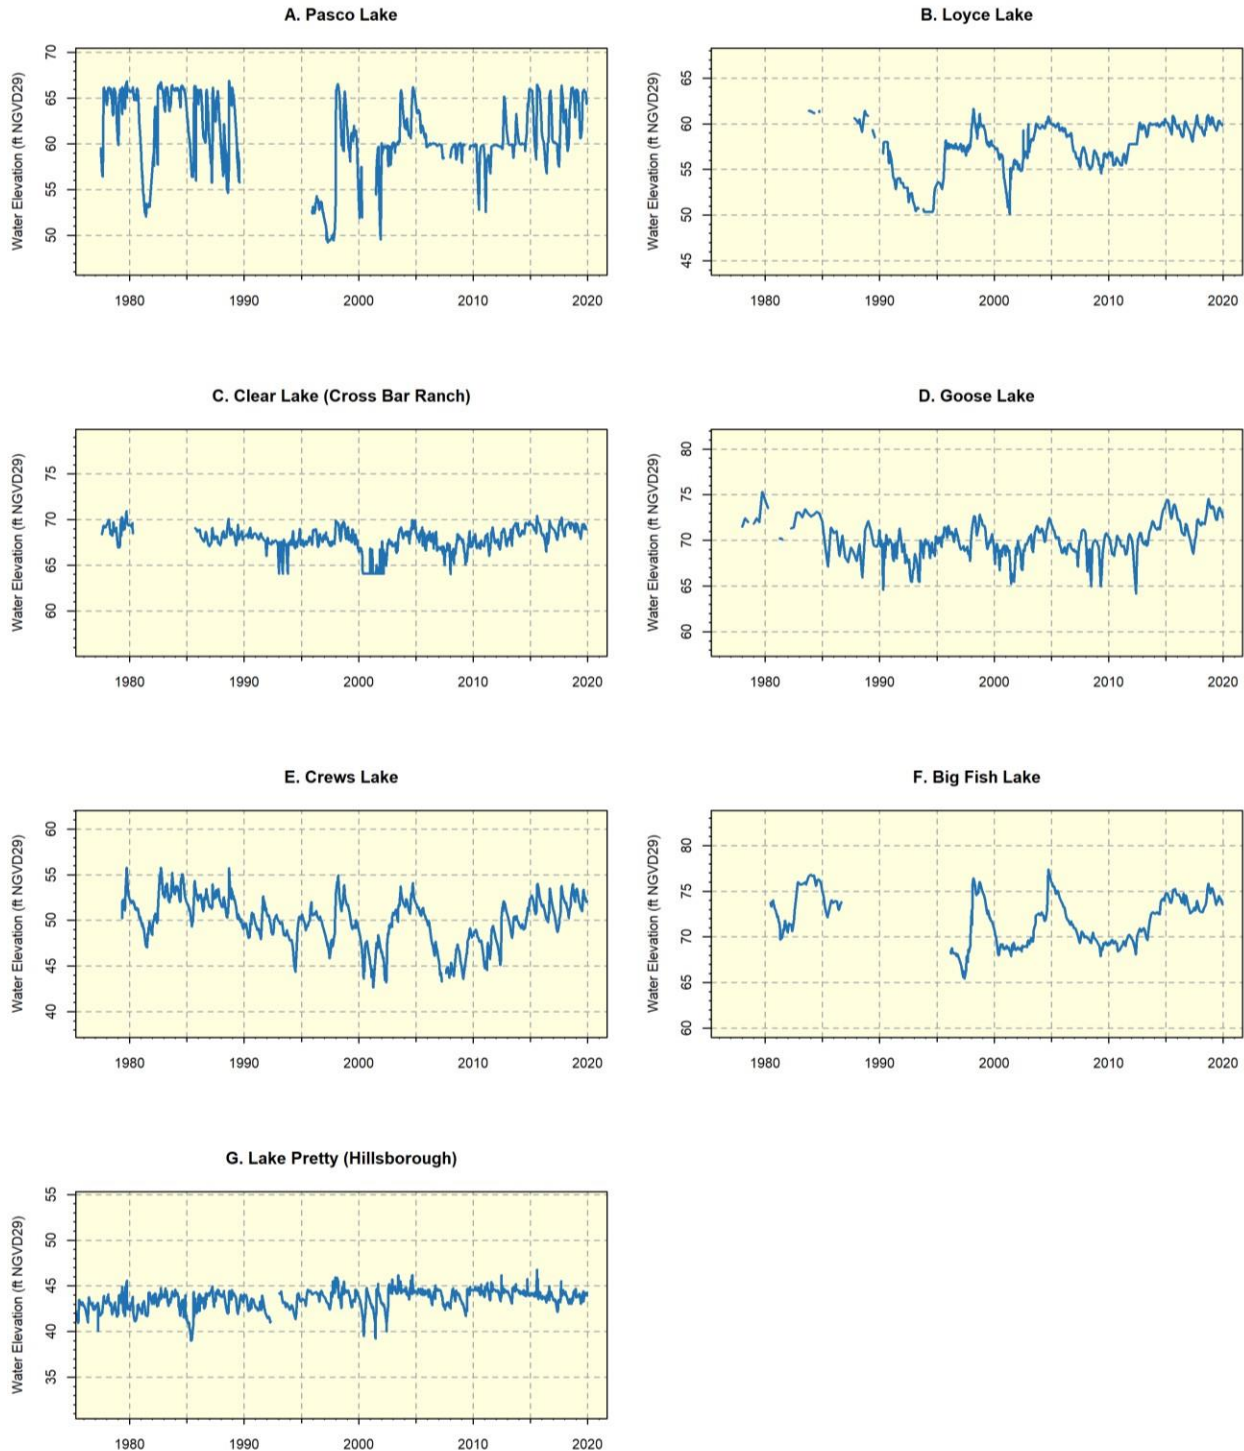 A. Pasco Lake
Water Elevation (ft NGVD29)
70
65
60
55
50
1980 1990 2000 2010 2020
B. Loyce Lake
Water Elevation (ft NGVD29)
65
60
55
50
45
1980 1990 2000 2010 2020
C. Clear Lake (Cross Bar Ranch)
Water Elevation (ft NGVD29)
75
70
65
60
1980 1990 2000 2010 2020
D. Goose Lake
Water Elevation (ft NGVD29)
80
75
70
65
60
1980 1990 2000 2010 2020
E. Crews Lake
Water Elevation (ft NGVD29)
60
55
50
45
40
1980 1990 2000 2010 2020
F. Big Fish Lake
Water Elevation (ft NGVD29)
80
75
70
65
60
1980 1990 2000 2010 2020
G. Lake Pretty (Hillsborough)
Water Elevation (ft NGVD29)
55
50
45
40
35
1980 1990 2000 2010 2020